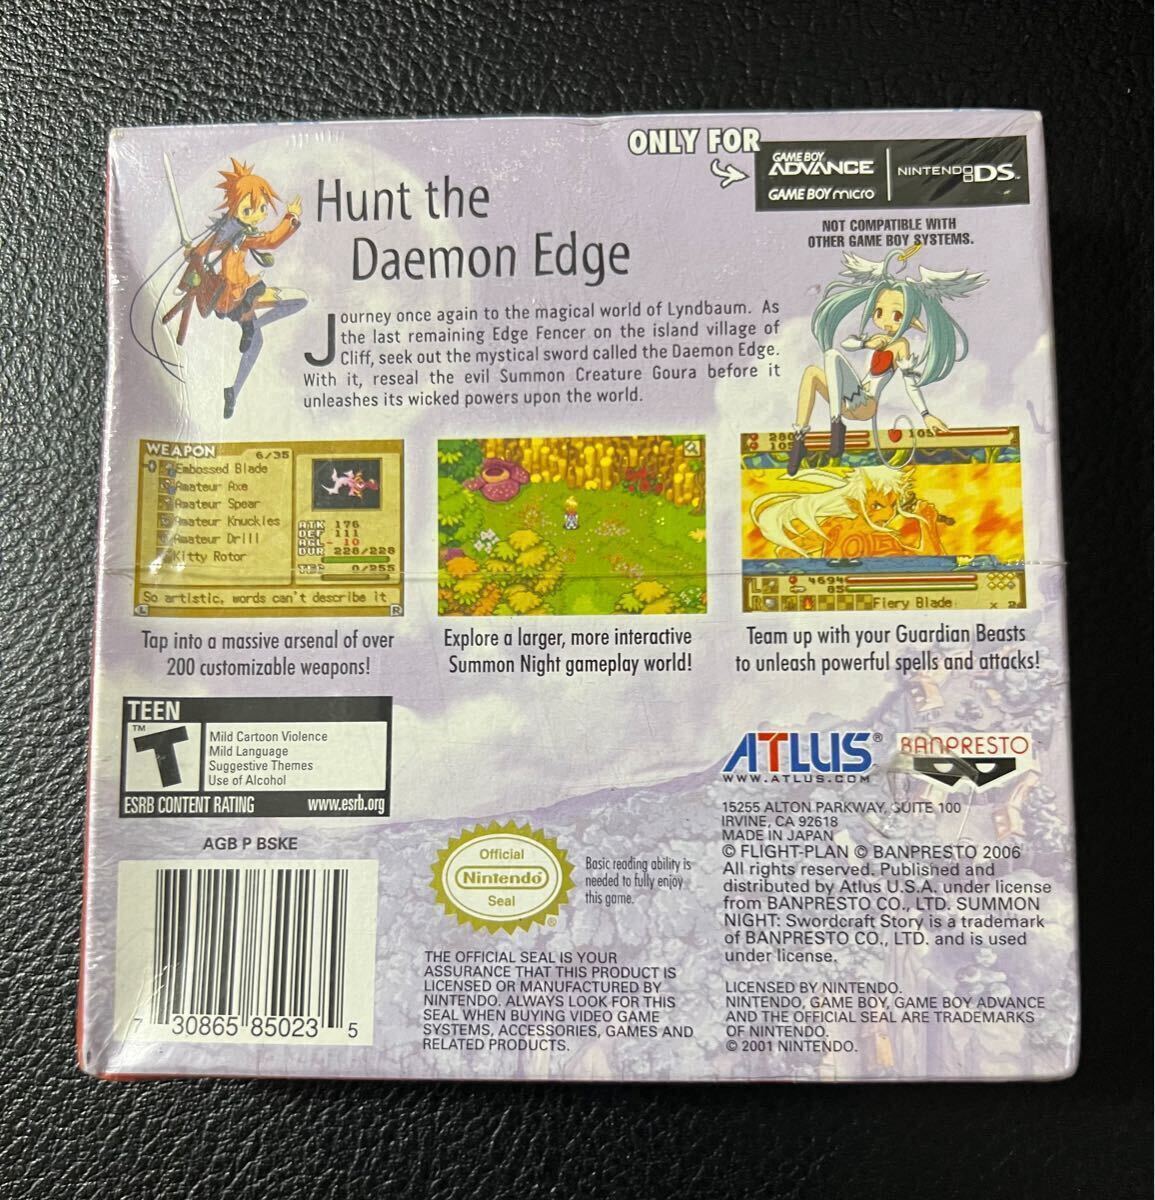 ONLY FOR
GAME BOY
ADVANCE
NINTENDO DS™
GAME BOY micro
NOT COMPATIBLE WITH
OTHER GAME BOY SYSTEMS.
Hunt the
Daemon Edge
Journey once again to the magical world of Lyndbaum. As
the last remaining Edge Fencer on the island village of
Cliff, seek out the mystical sword called the Daemon Edge.
With it, reseal the evil Summon Creature Goura before it
unleashes its wicked powers upon the world.
WEAPON
6/35
Embossed Blade
Amateur Axe
Amateur Spear
Amateur Knuckles
Amateur Drill
Kitty Rotor
ATK 176
DEF 111
AGL- 10
DUR 228/228
TEC 0/255
So artistic, words can't describe it
L R
280
105
105
L 4694
R 85
Fiery Blade × 2
Tap into a massive arsenal of over
200 customizable weapons!
Explore a larger, more interactive
Summon Night gameplay world!
Team up with your Guardian Beasts
to unleash powerful spells and attacks!
TEEN
™
T
Mild Cartoon Violence
Mild Language
Suggestive Themes
Use of Alcohol
ESRB CONTENT RATING www.esrb.org
AGB P BSKE
7 30865 85023 5
Official
Nintendo®
Seal
®
Basic reading ability is
needed to fully enjoy
this game.
THE OFFICIAL SEAL IS YOUR
ASSURANCE THAT THIS PRODUCT IS
LICENSED OR MANUFACTURED BY
NINTENDO. ALWAYS LOOK FOR THIS
SEAL WHEN BUYING VIDEO GAME
SYSTEMS, ACCESSORIES, GAMES AND
RELATED PRODUCTS.
ATLUS®
WWW.ATLUS.COM
BANPRESTO
15255 ALTON PARKWAY, SUITE 100
IRVINE, CA 92618
MADE IN JAPAN
© FLIGHT-PLAN © BANPRESTO 2006
All rights reserved. Published and
distributed by Atlus U.S.A. under license
from BANPRESTO CO., LTD. SUMMON
NIGHT: Swordcraft Story is a trademark
of BANPRESTO CO., LTD. and is used
under license.
LICENSED BY NINTENDO.
NINTENDO, GAME BOY, GAME BOY ADVANCE
AND THE OFFICIAL SEAL ARE TRADEMARKS
OF NINTENDO.
© 2001 NINTENDO.